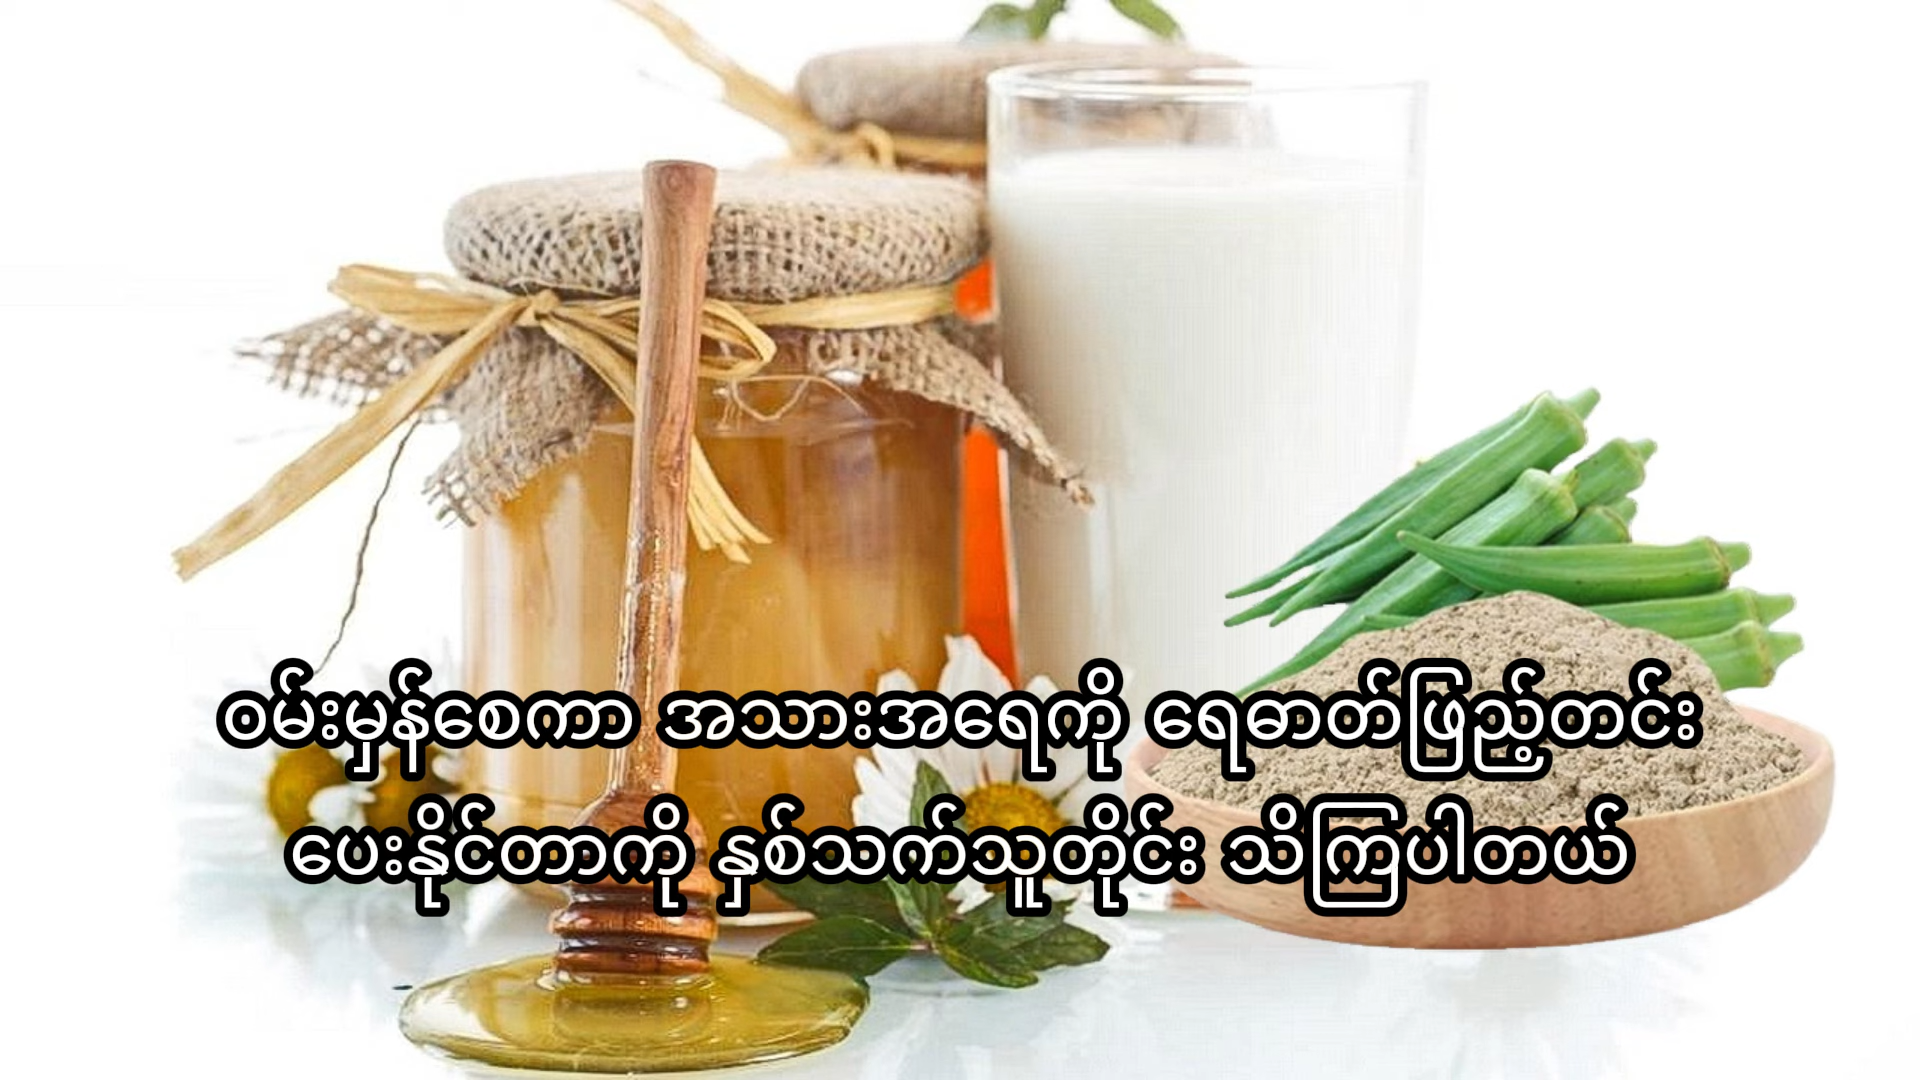 ဝမ်းမှန်စေကာ အသားအရေကို ရေဓာတ်ဖြည့်တင်း
ပေးနိုင်တာကို နှစ်သက်သူတိုင်း သိကြပါတယ်